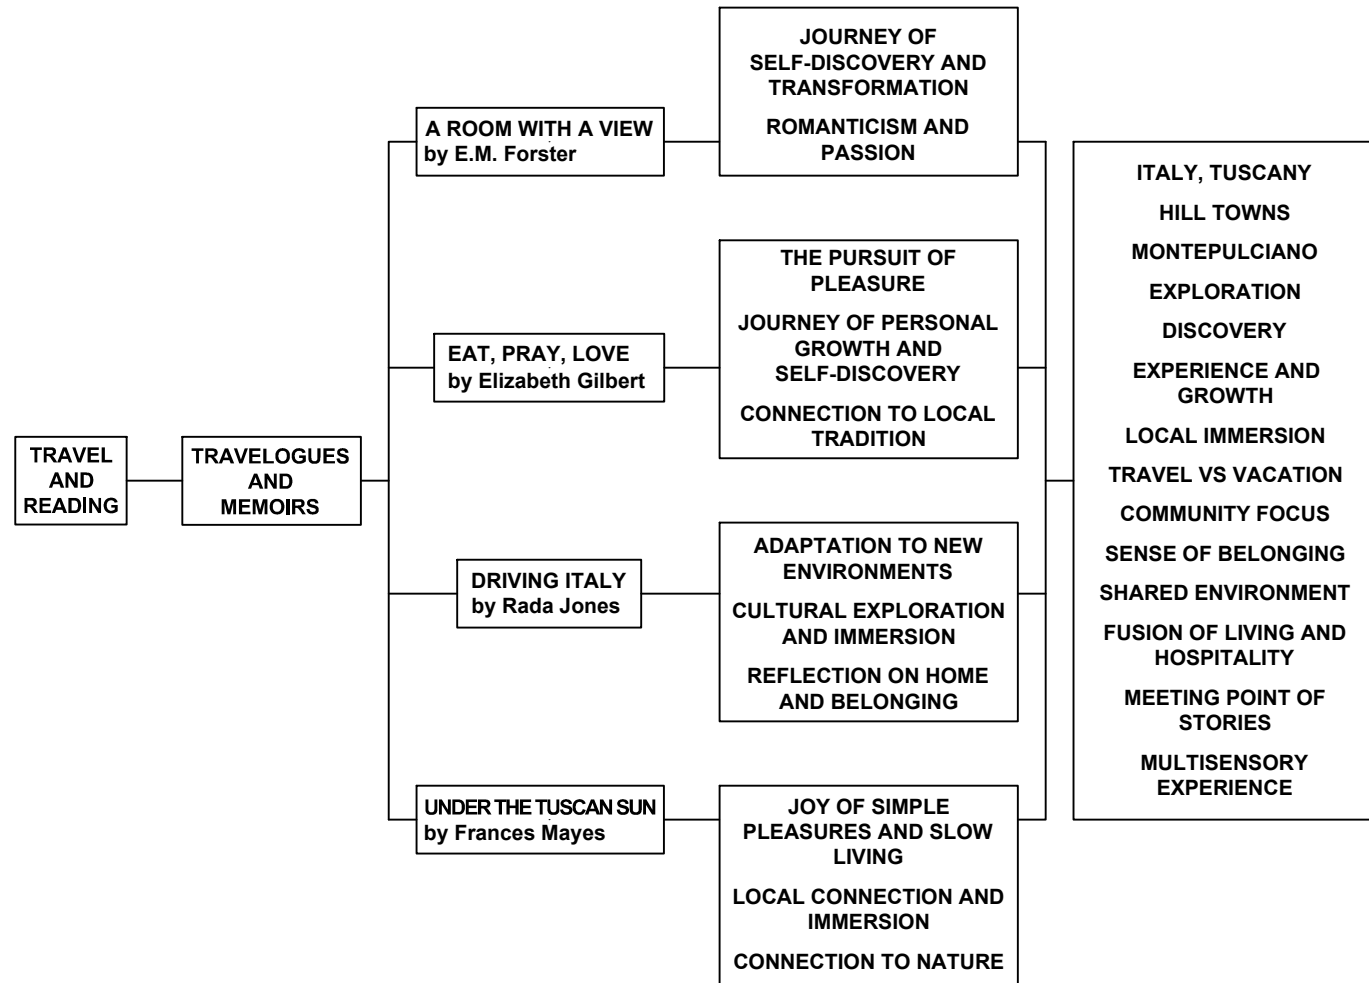 TRAVEL
AND
READING
TRAVELOGUES
AND
MEMOIRS
A ROOM WITH A VIEW
by E.M. Forster
JOURNEY OF
SELF-DISCOVERY AND
TRANSFORMATION
ROMANTICISM AND
PASSION
EAT, PRAY, LOVE
by Elizabeth Gilbert
THE PURSUIT OF
PLEASURE
JOURNEY OF PERSONAL
GROWTH AND
SELF-DISCOVERY
CONNECTION TO LOCAL
TRADITION
DRIVING ITALY
by Rada Jones
ADAPTATION TO NEW
ENVIRONMENTS
CULTURAL EXPLORATION
AND IMMERSION
REFLECTION ON HOME
AND BELONGING
UNDER THE TUSCAN SUN
by Frances Mayes
JOY OF SIMPLE
PLEASURES AND SLOW
LIVING
LOCAL CONNECTION AND
IMMERSION
CONNECTION TO NATURE
ITALY, TUSCANY
HILL TOWNS
MONTEPULCIANO
EXPLORATION
DISCOVERY
EXPERIENCE AND
GROWTH
LOCAL IMMERSION
TRAVEL VS VACATION
COMMUNITY FOCUS
SENSE OF BELONGING
SHARED ENVIRONMENT
FUSION OF LIVING AND
HOSPITALITY
MEETING POINT OF
STORIES
MULTISENSORY
EXPERIENCE